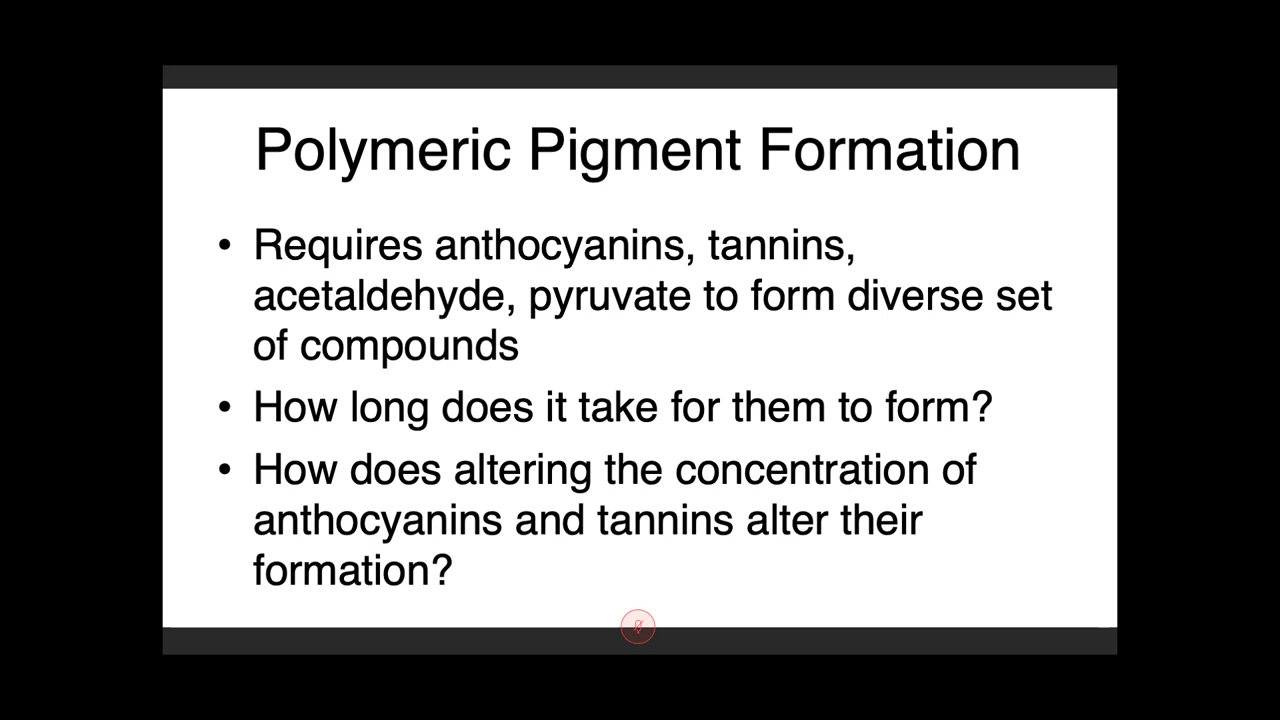 Polymeric Pigment Formation
• Requires anthocyanins, tannins,
acetaldehyde, pyruvate to form diverse set
of compounds
• How long does it take for them to form?
• How does altering the concentration of
anthocyanins and tannins alter their
formation?